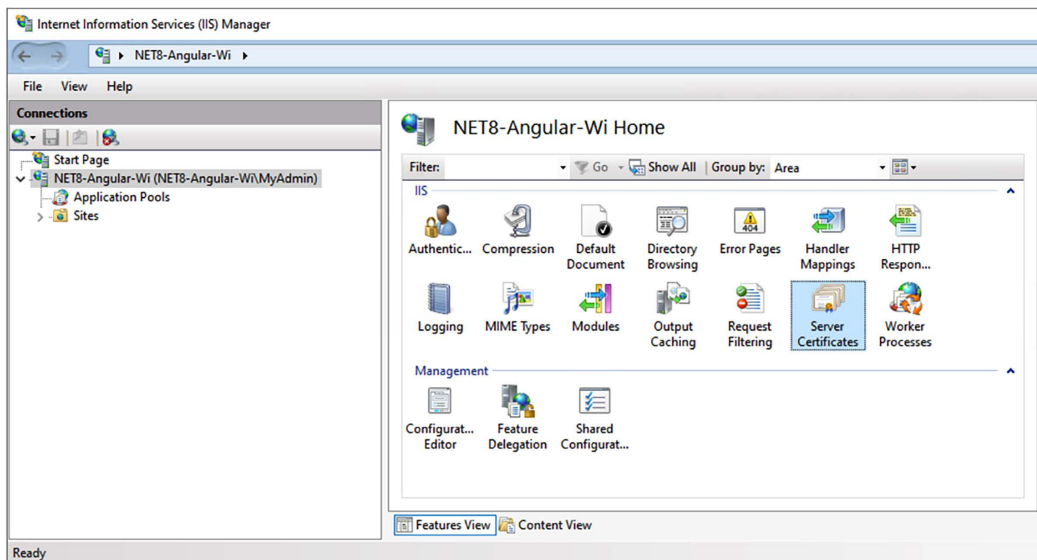 Internet Information Services (IIS) Manager
NET8-Angular-Wi
File View Help
Connections
Start Page
NET8-Angular-Wi (NET8-Angular-Wi\MyAdmin)
Application Pools
Sites
NET8-Angular-Wi Home
Filter: Go Show All Group by: Area
IIS
Authentic... Compression Default Directory Error Pages Handler HTTP
Document Browsing Mappings Respon...
404
Logging MIME Types Modules Output Request Server Worker
Caching Filtering Certificates Processes
Management
Configurat... Feature Shared
Editor Delegation Configurat...
Features View Content View
Ready